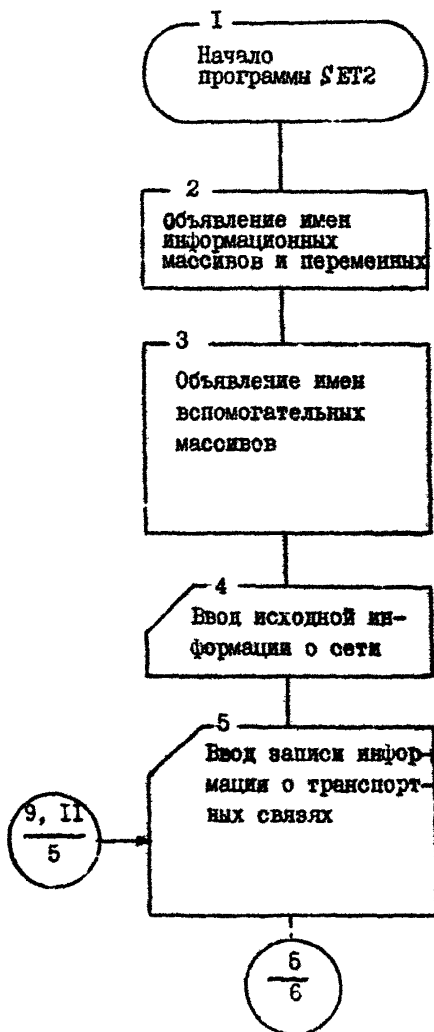 I
Начало
программы SET2
2
Объявление имен
информационных
массивов и переменных
3
Объявление имен
вспомогательных
массивов
4
Ввод исходной ин-
формации о сети
5
Ввод записи инфор-
мации о транспорт-
ных связях
9, II
5
5
6